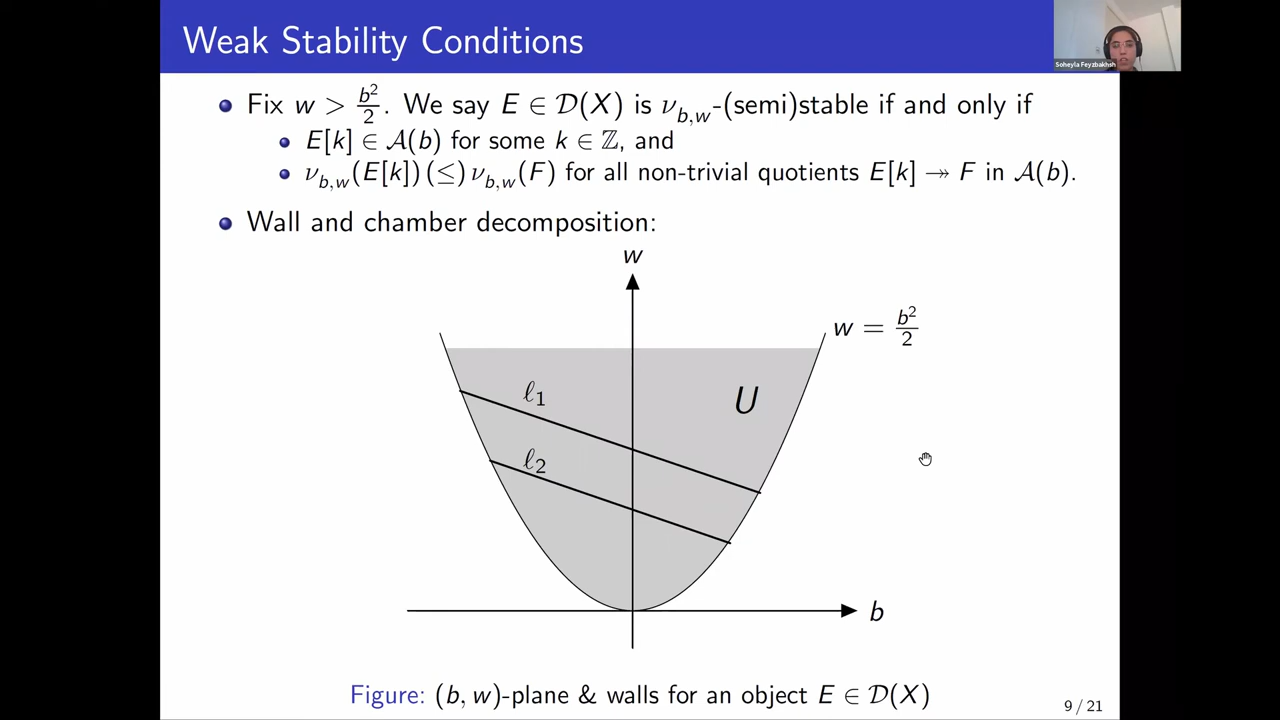 Weak Stability Conditions
Soheyla Feyzbakhsh
Fix w > b²/2. We say E ∈ D(X) is ν_{b,w}-(semi)stable if and only if
E[k] ∈ A(b) for some k ∈ ℤ, and
ν_{b,w}(E[k]) (≤) ν_{b,w}(F) for all non-trivial quotients E[k] ↠ F in A(b).
Wall and chamber decomposition:
w
w = b²/2
ℓ₁
U
ℓ₂
b
Figure: (b, w)-plane & walls for an object E ∈ D(X)
9 / 21